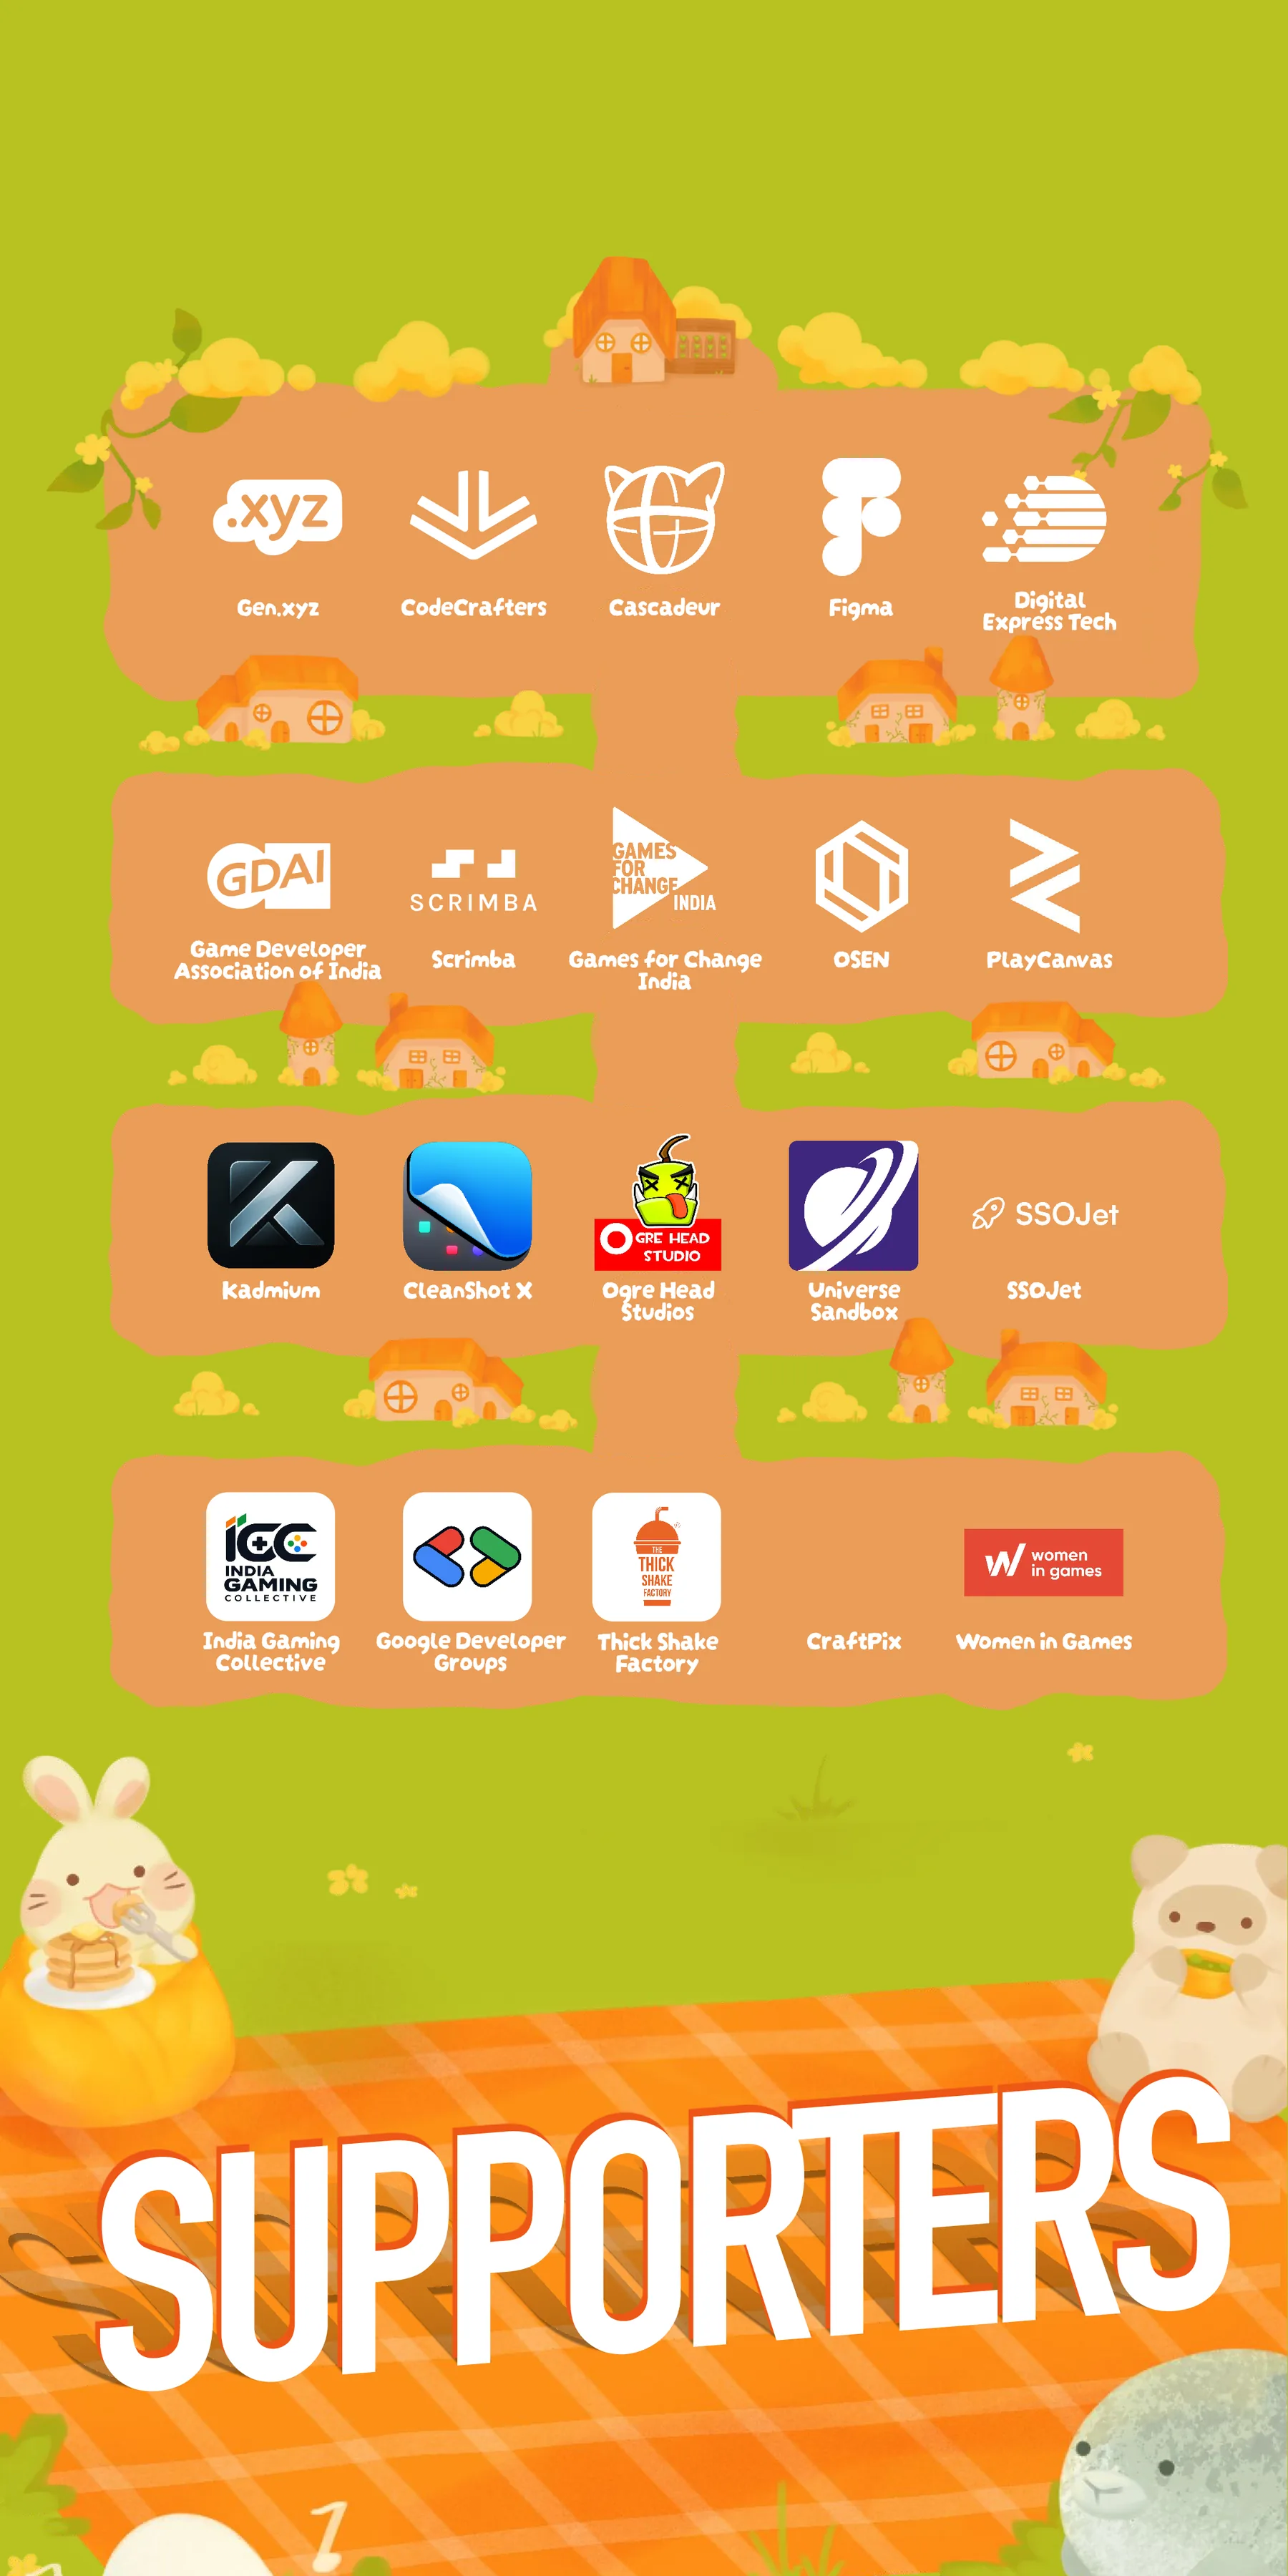 .xyz
Gen.xyz
CodeCrafters
Cascadeur
Figma
Digital
Express Tech
GDAI
Game Developer
Association of India
SCRIMBA
Scrimba
GAMES
FOR
CHANGE
INDIA
Games for Change
India
OSEN
PlayCanvas
Kadmium
CleanShot X
OGRE HEAD
STUDIO
Ogre Head
Studios
Universe
Sandbox
SSOJet
SSOJet
IGC
INDIA
GAMING
COLLECTIVE
India Gaming
Collective
Google Developer
Groups
THE
THICK
SHAKE
FACTORY
Thick Shake
Factory
CraftPix
women
in games
Women in Games
SUPPORTERS